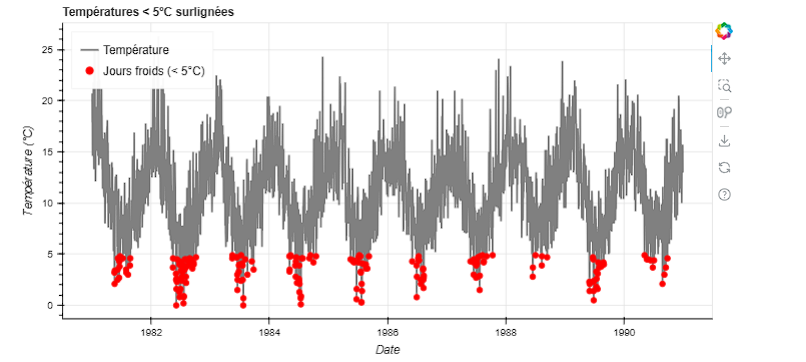 Températures < 5°C surlignées
Température
Jours froids (< 5°C)
25
20
15
10
5
0
Température (°C)
1982 1984 1986 1988 1990
Date